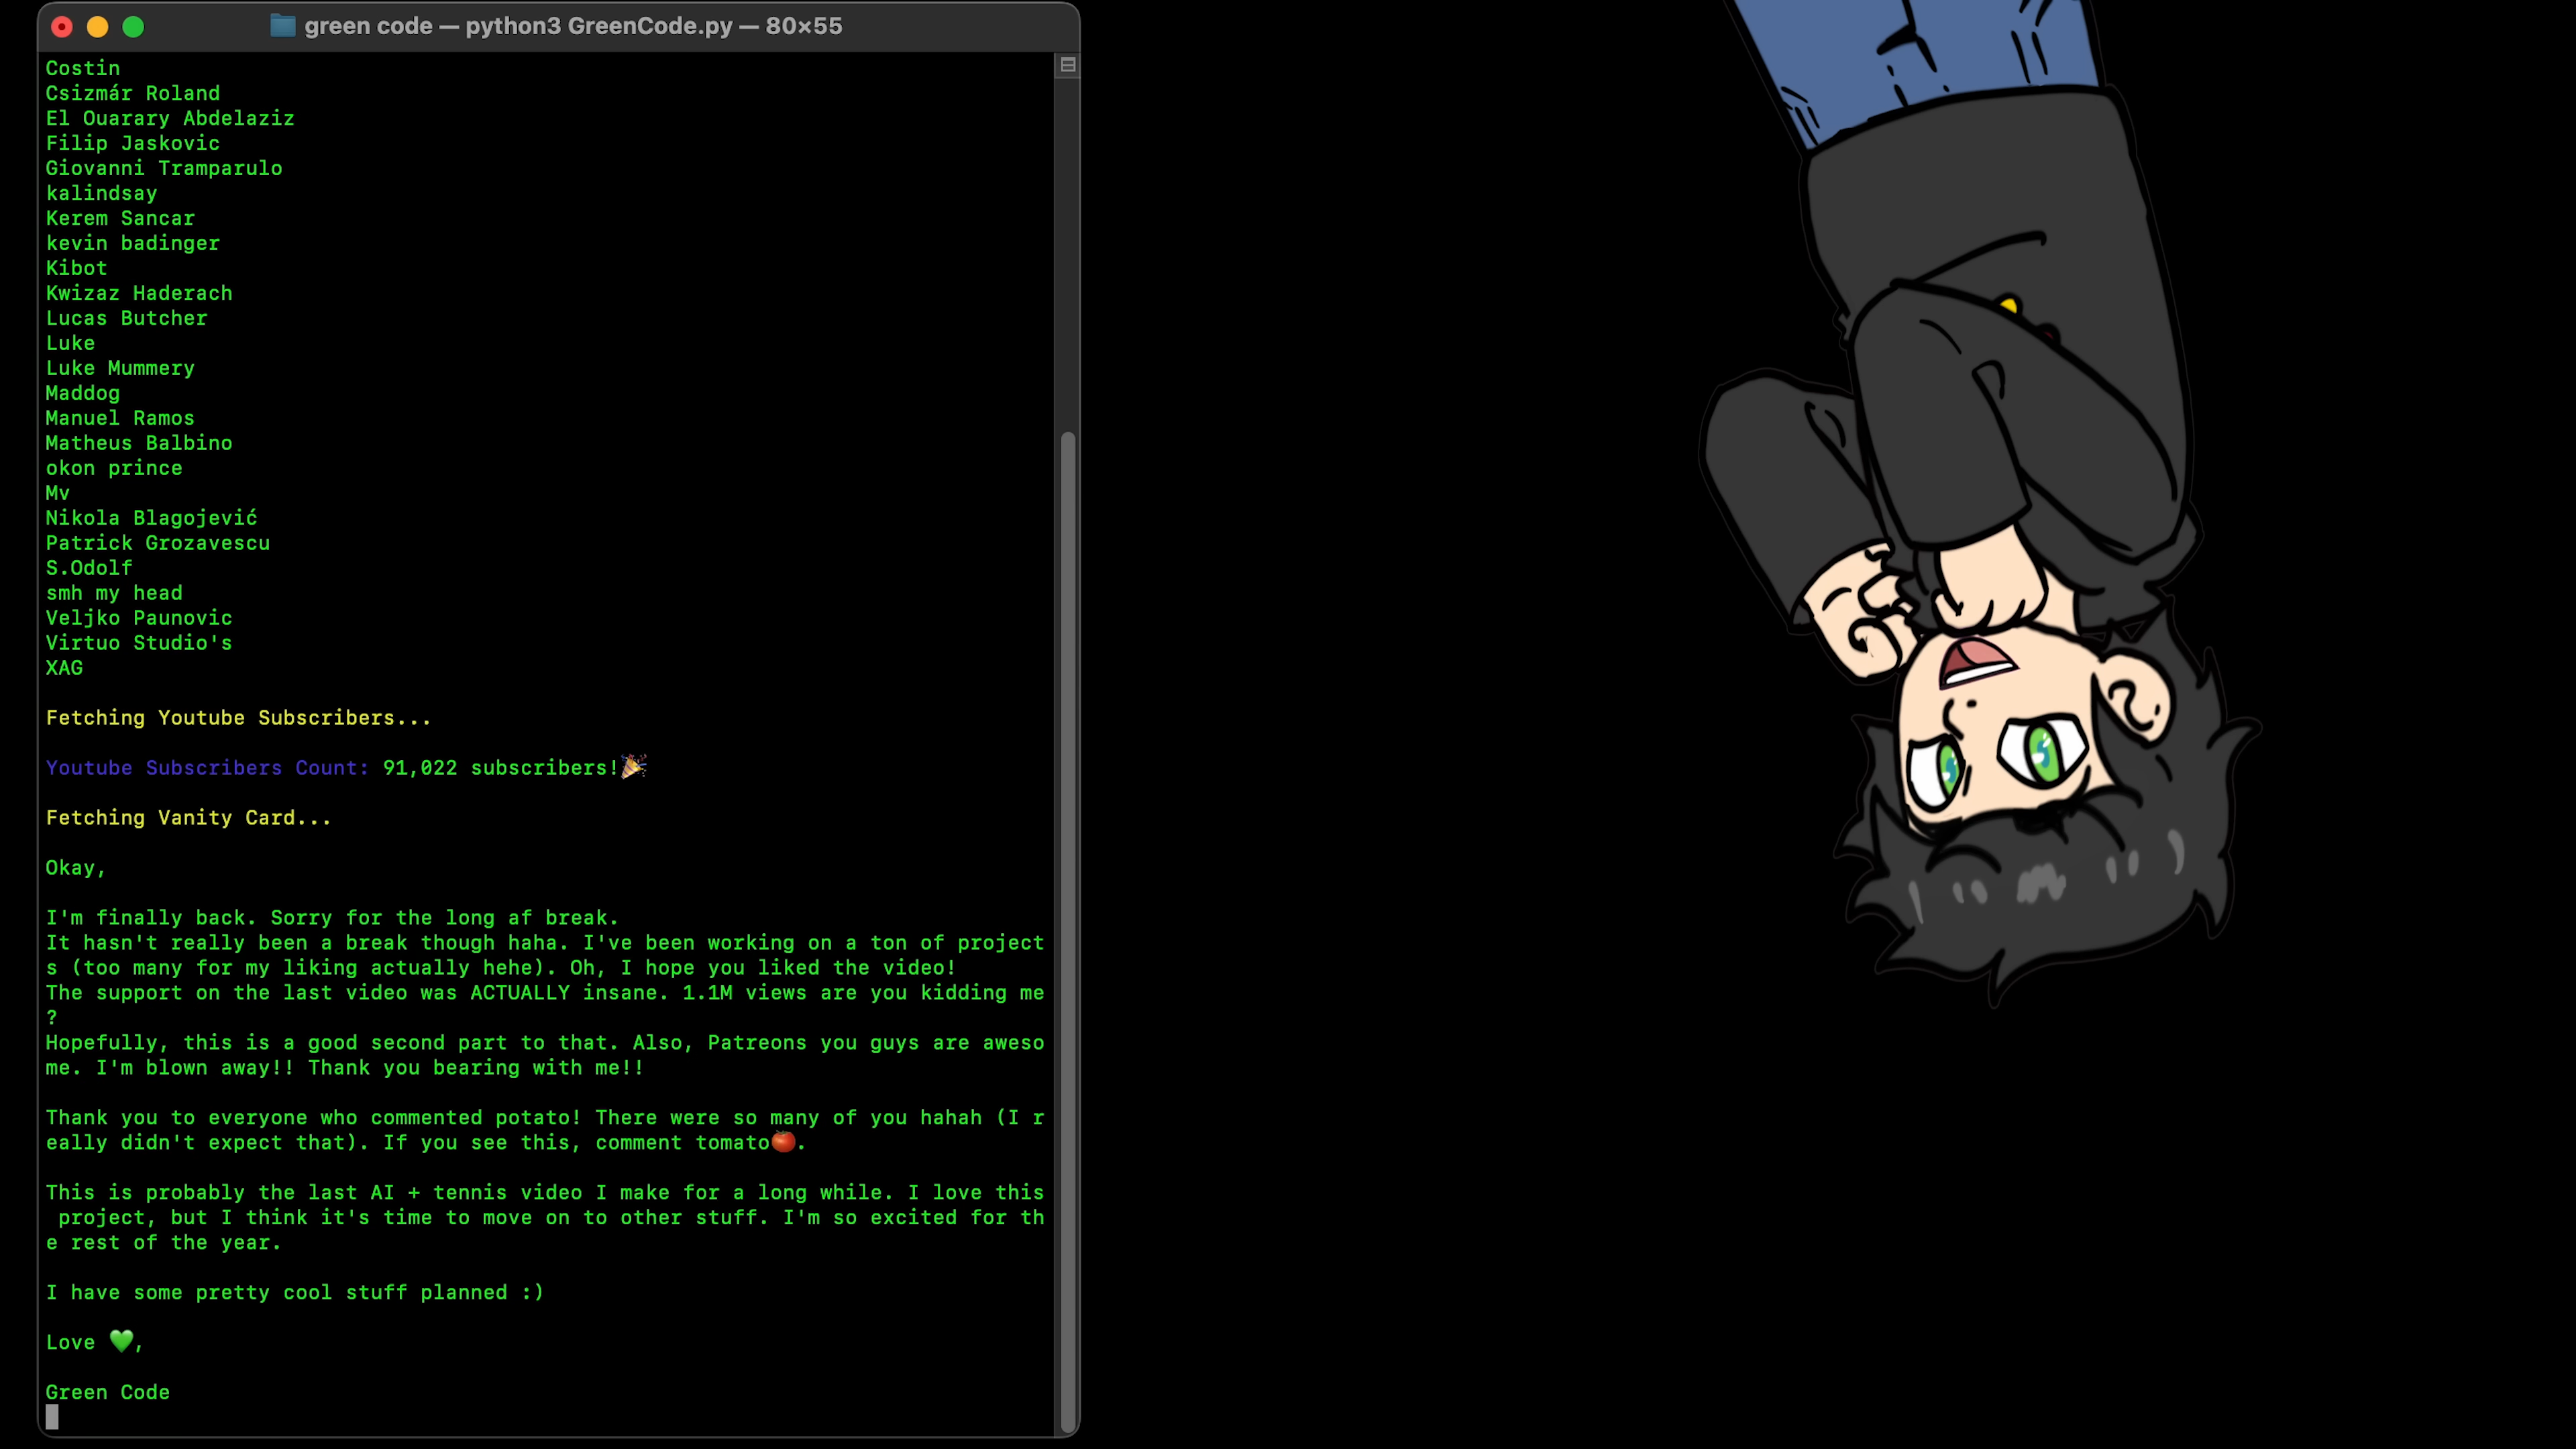 green code — python3 GreenCode.py — 80×55
Costin
Csizmár Roland
El Ouarary Abdelaziz
Filip Jaskovic
Giovanni Tramparulo
kalindsay
Kerem Sancar
kevin badinger
Kibot
Kwizaz Haderach
Lucas Butcher
Luke
Luke Mummery
Maddog
Manuel Ramos
Matheus Balbino
okon prince
Mv
Nikola Blagojević
Patrick Grozavescu
S.Odolf
smh my head
Veljko Paunovic
Virtuo Studio's
XAG
Fetching Youtube Subscribers...
Youtube Subscribers Count: 91,022 subscribers!🎉
Fetching Vanity Card...
Okay,
I'm finally back. Sorry for the long af break.
It hasn't really been a break though haha. I've been working on a ton of project
s (too many for my liking actually hehe). Oh, I hope you liked the video!
The support on the last video was ACTUALLY insane. 1.1M views are you kidding me
?
Hopefully, this is a good second part to that. Also, Patreons you guys are aweso
me. I'm blown away!! Thank you bearing with me!!
Thank you to everyone who commented potato! There were so many of you hahah (I r
eally didn't expect that). If you see this, comment tomato🍅.
This is probably the last AI + tennis video I make for a long while. I love this
 project, but I think it's time to move on to other stuff. I'm so excited for th
e rest of the year.
I have some pretty cool stuff planned :)
Love 💚,
Green Code